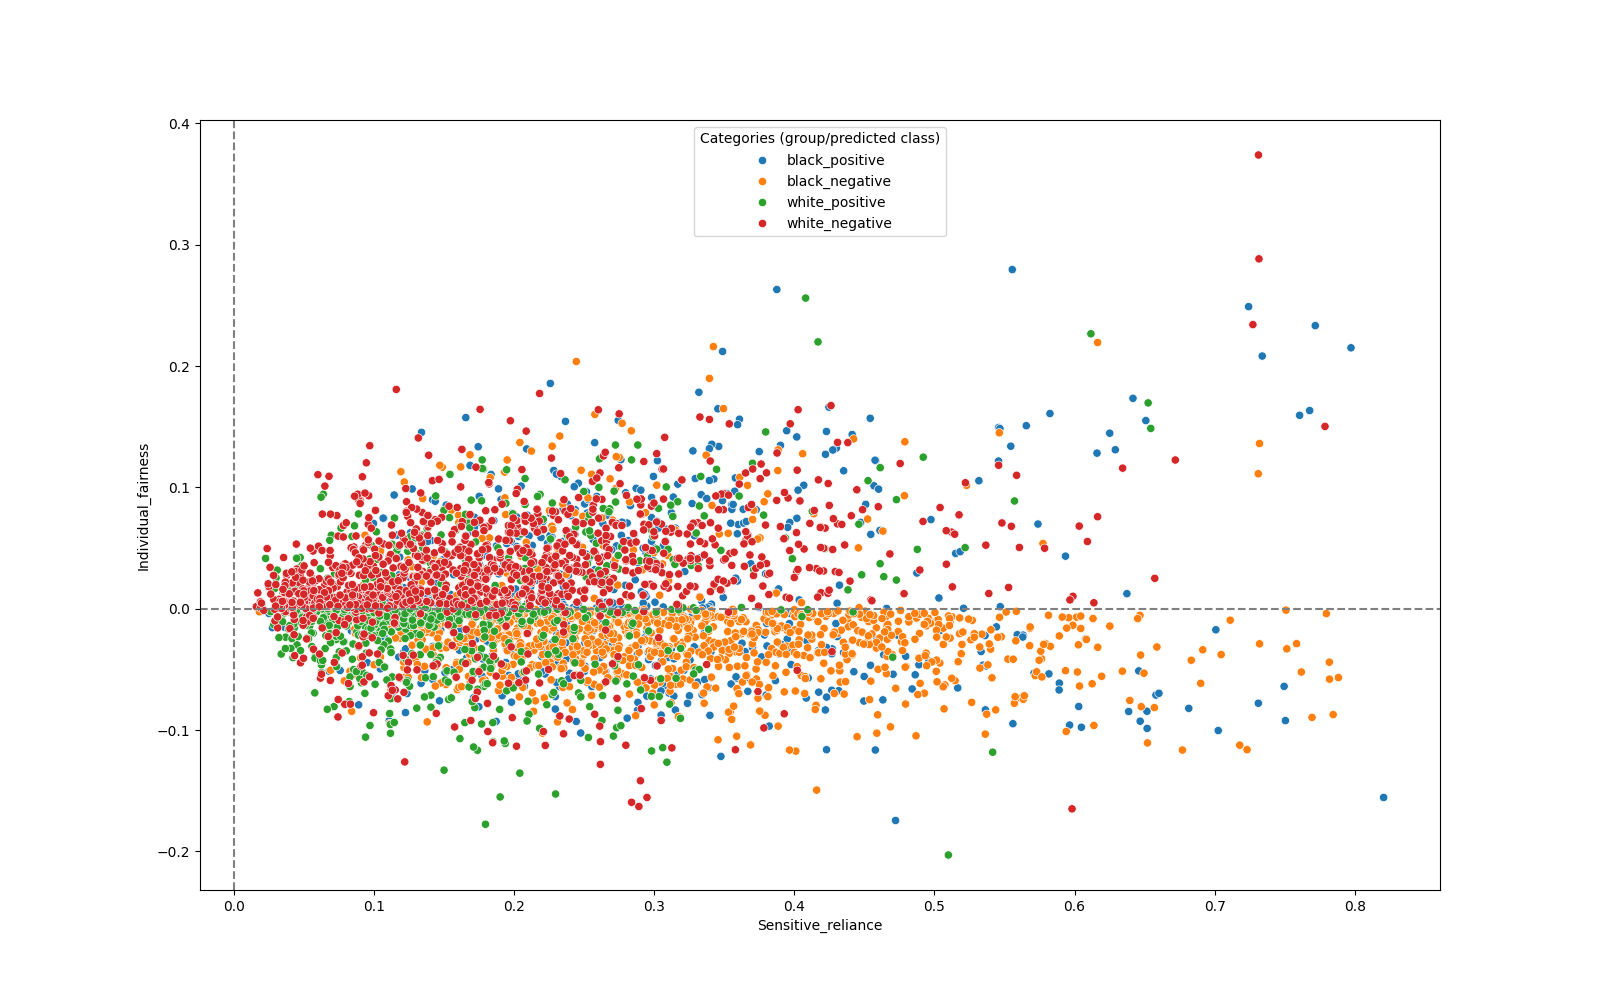 Categories (group/predicted class)
black_positive
black_negative
white_positive
white_negative
0.4
0.3
0.2
0.1
0.0
−0.1
−0.2
Individual_fairness
0.0 0.1 0.2 0.3 0.4 0.5 0.6 0.7 0.8
Sensitive_reliance